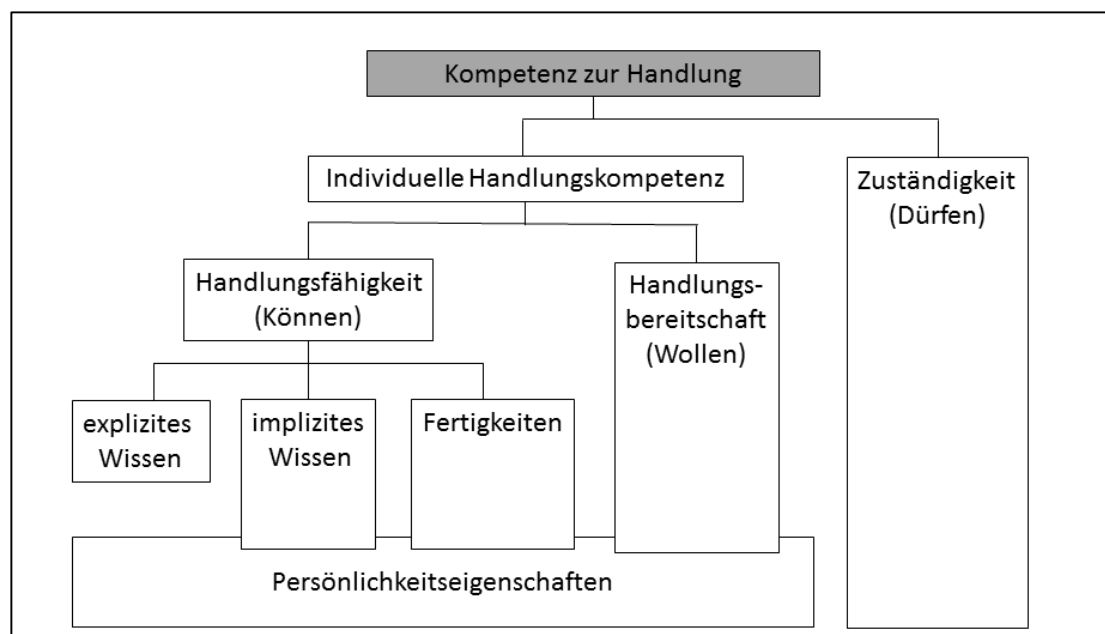 Kompetenz zur Handlung
Individuelle Handlungskompetenz
Zuständigkeit
(Dürfen)
Handlungsfähigkeit
(Können)
Handlungs-
bereitschaft
(Wollen)
explizites
Wissen
implizites
Wissen
Fertigkeiten
Persönlichkeitseigenschaften